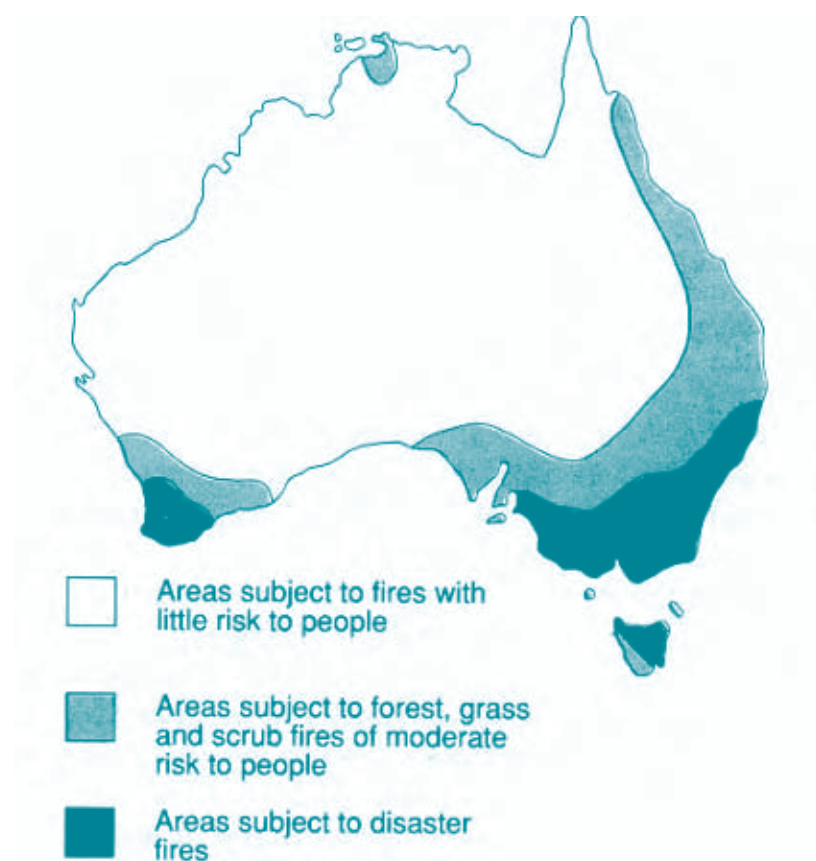 Areas subject to fires with
little risk to people
Areas subject to forest, grass
and scrub fires of moderate
risk to people
Areas subject to disaster
fires